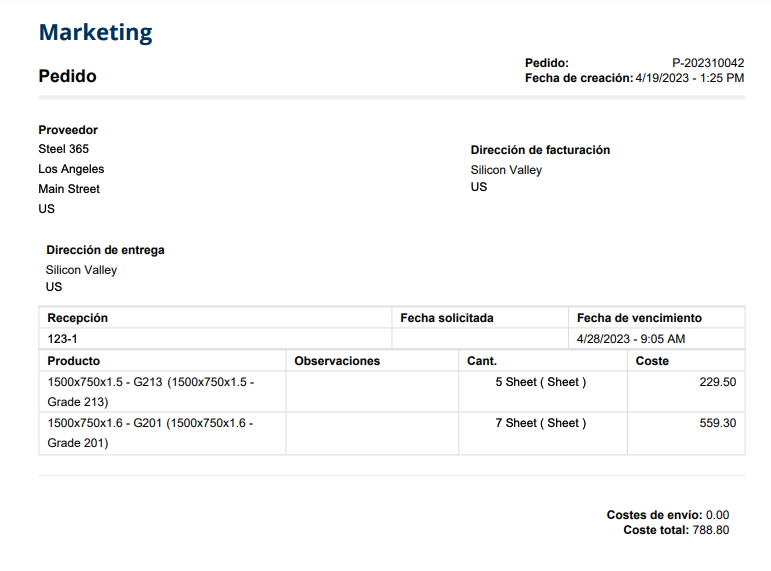 Marketing
Pedido
Pedido: P-202310042
Fecha de creación: 4/19/2023 - 1:25 PM
Proveedor
Steel 365
Los Angeles
Main Street
US
Dirección de facturación
Silicon Valley
US
Dirección de entrega
Silicon Valley
US
Recepción Fecha solicitada Fecha de vencimiento
123-1 4/28/2023 - 9:05 AM
Producto Observaciones Cant. Coste
1500x750x1.5 - G213 (1500x750x1.5 - 5 Sheet ( Sheet ) 229.50
Grade 213)
1500x750x1.6 - G201 (1500x750x1.6 - 7 Sheet ( Sheet ) 559.30
Grade 201)
Costes de envío: 0.00
Coste total: 788.80